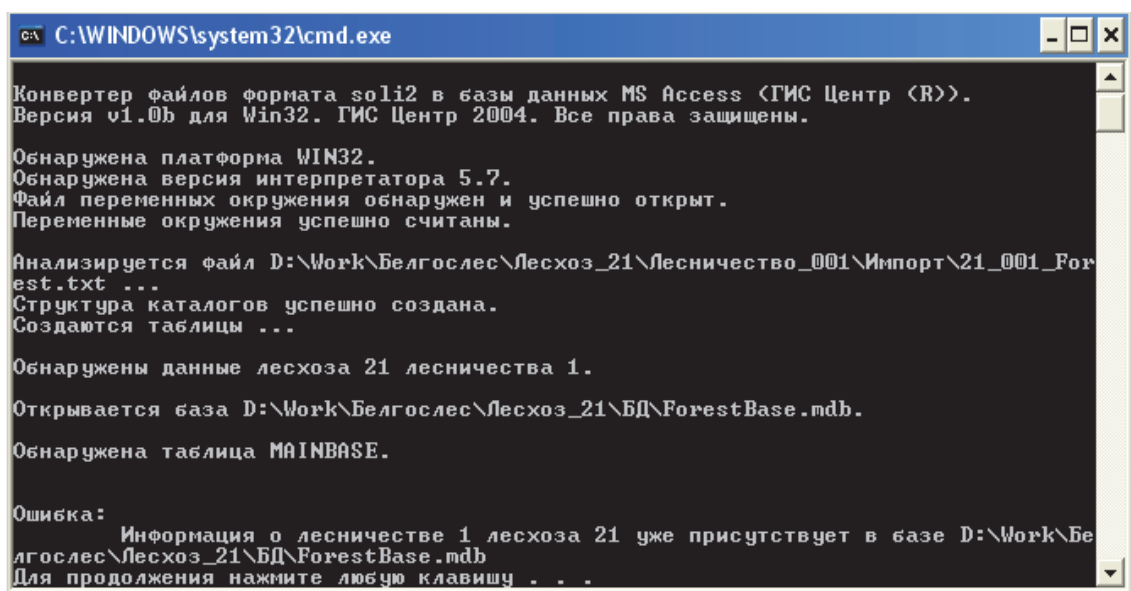 C:\WINDOWS\system32\cmd.exe
Конвертер файлов формата soli2 в базы данных MS Access (ГИС Центр (R)).
Версия v1.0b для Win32. ГИС Центр 2004. Все права защищены.
Обнаружена платформа WIN32.
Обнаружена версия интерпретатора 5.7.
Файл переменных окружения обнаружен и успешно открыт.
Переменные окружения успешно считаны.
Анализируется файл D:\Work\Белгослес\Лесхоз_21\Лесничество_001\Импорт\21_001_For
est.txt ...
Структура каталогов успешно создана.
Создаются таблицы ...
Обнаружены данные лесхоза 21 лесничества 1.
Открывается база D:\Work\Белгослес\Лесхоз_21\БД\ForestBase.mdb.
Обнаружена таблица MAINBASE.
Ошибка:
Информация о лесничестве 1 лесхоза 21 уже присутствует в базе D:\Work\Бе
лгослес\Лесхоз_21\БД\ForestBase.mdb
Для продолжения нажмите любую клавишу . . .